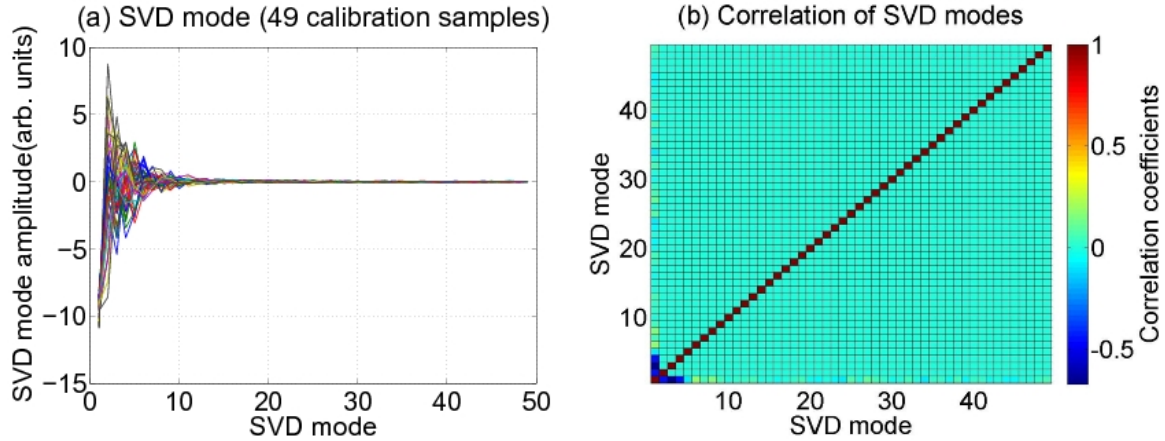 (a) SVD mode (49 calibration samples)
SVD mode amplitude(arb. units)
10
5
0
−5
−10
−15
0 10 20 30 40 50
SVD mode
(b) Correlation of SVD modes
SVD mode
40
30
20
10
10 20 30 40
SVD mode
1
0.5
0
-0.5
Correlation coefficients